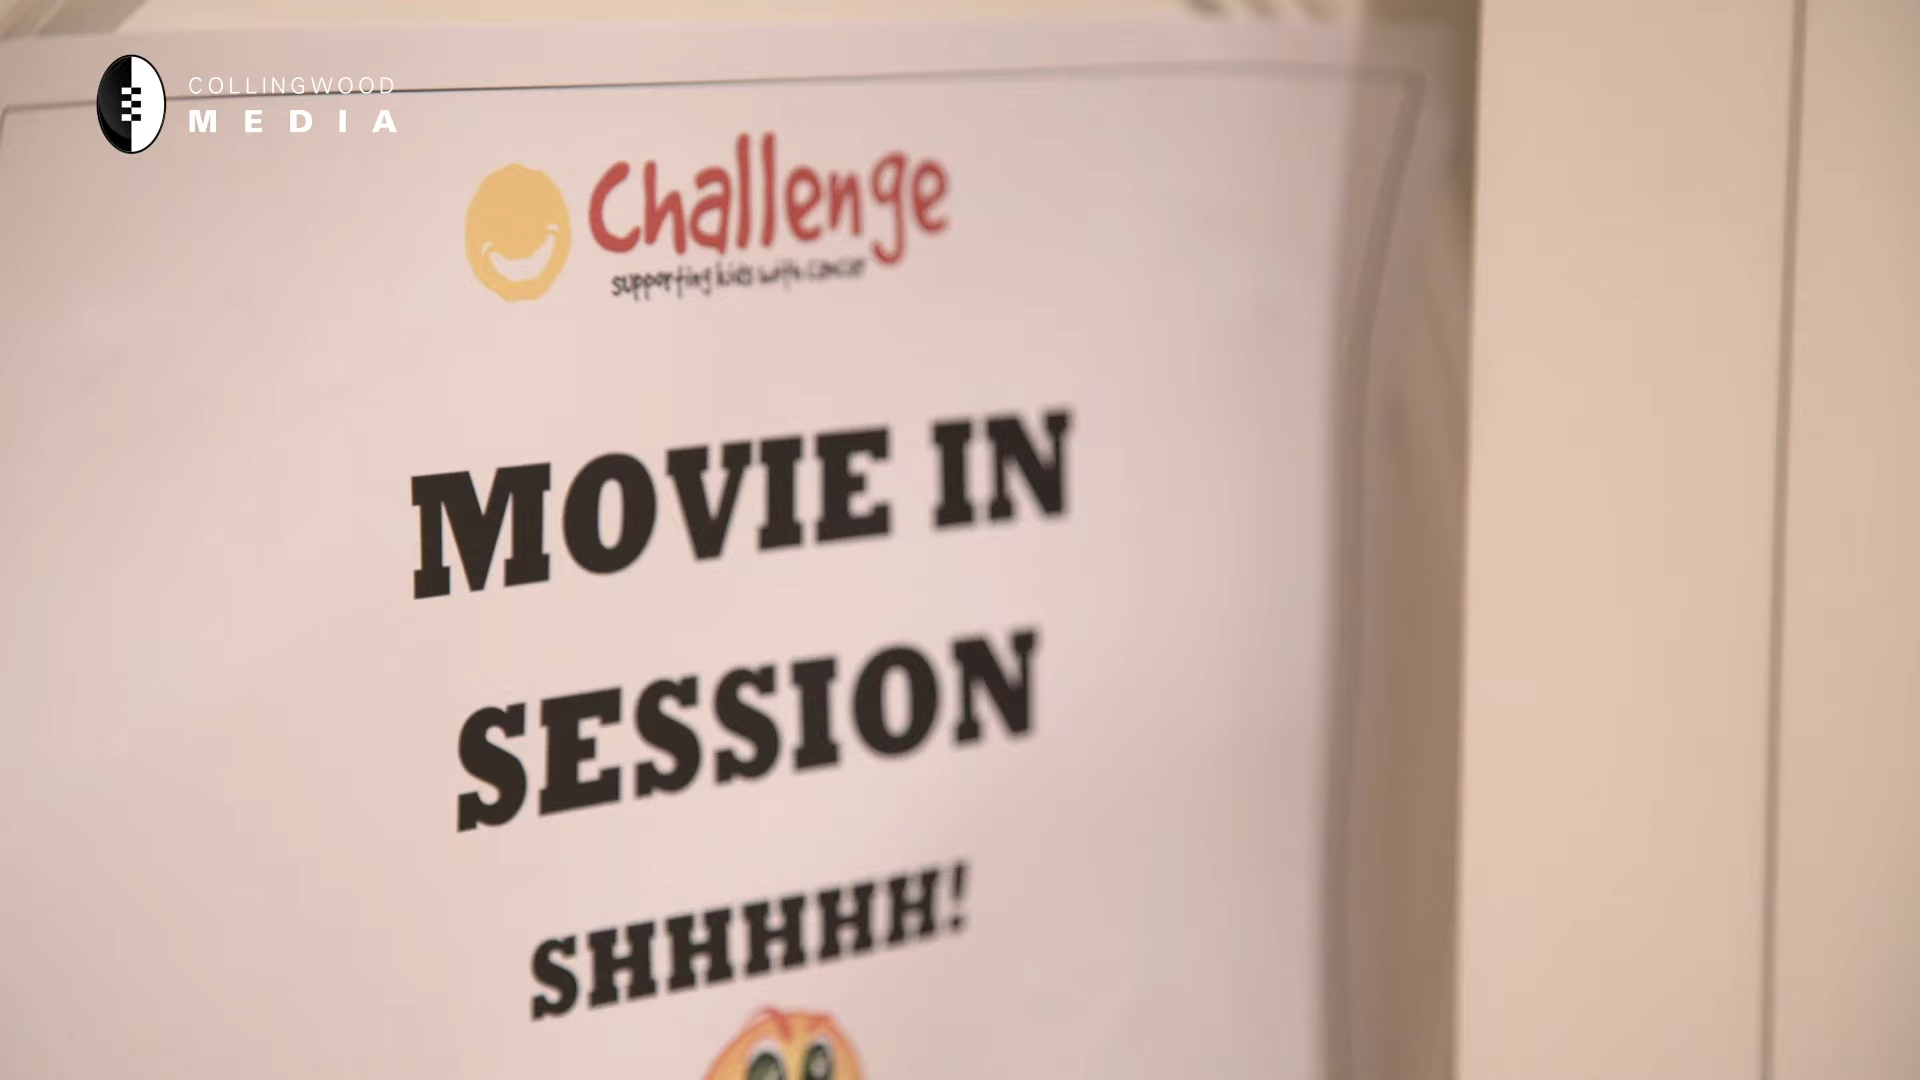 COLLINGWOOD
MEDIA
Challenge
supporting kids with cancer
MOVIE IN
SESSION
SHHHHH!